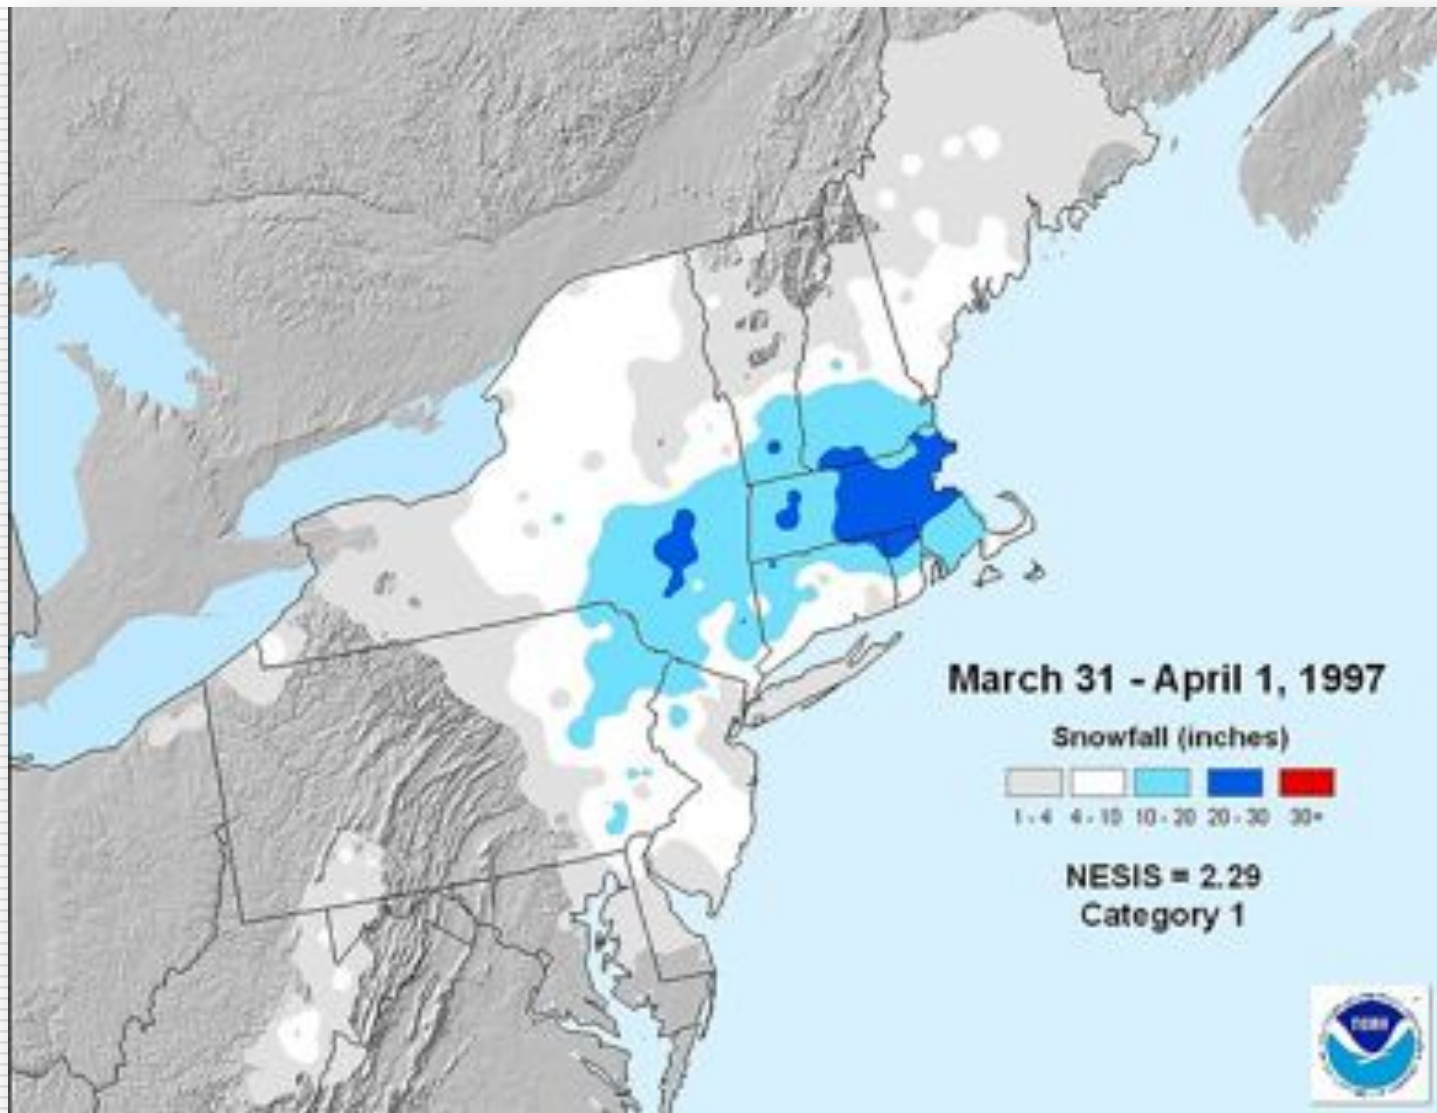 March 31 - April 1, 1997
Snowfall (inches)
1 - 4 4 - 10 10 - 20 20 - 30 30+
NESIS = 2.29
Category 1
noaa